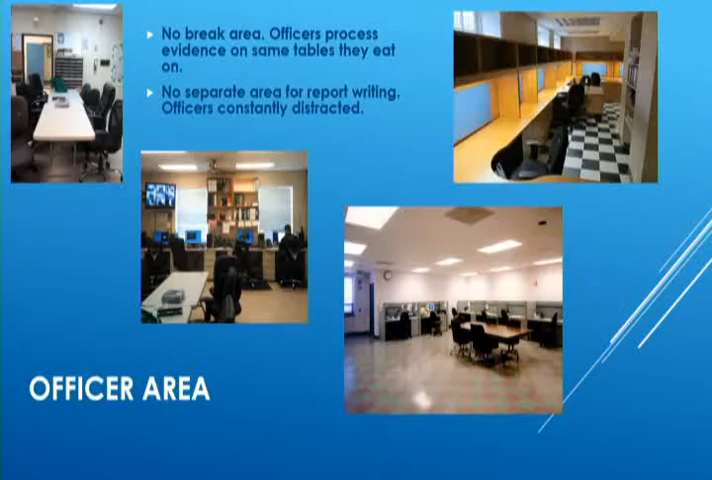 No break area. Officers process
evidence on same tables they eat
on.
No separate area for report writing.
Officers constantly distracted.
OFFICER AREA